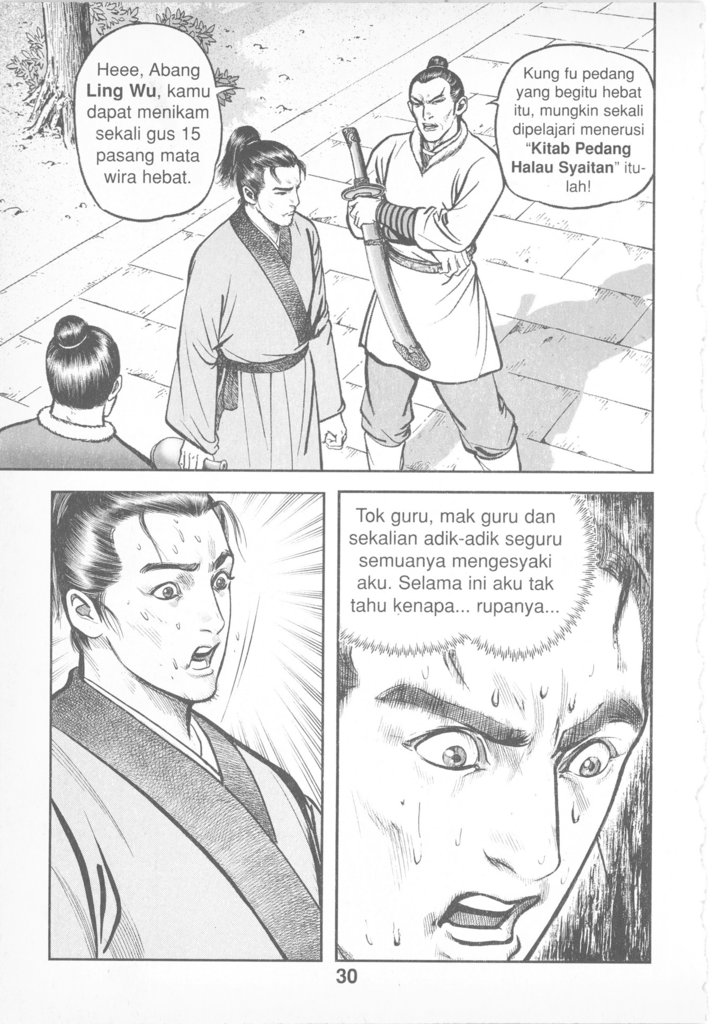 Heee, Abang
Ling Wu, kamu
dapat menikam
sekali gus 15
pasang mata
wira hebat.
Kung fu pedang
yang begitu hebat
itu, mungkin sekali
dipelajari menerusi
“Kitab Pedang
Halau Syaitan” itu-
lah!
Tok guru, mak guru dan
sekalian adik-adik seguru
semuanya mengesyaki
aku. Selama ini aku tak
tahu kenapa... rupanya...
30